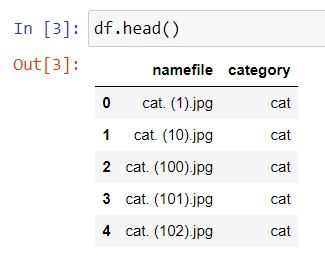 In [3]: df.head()
Out[3]:
namefile category
0 cat. (1).jpg cat
1 cat. (10).jpg cat
2 cat. (100).jpg cat
3 cat. (101).jpg cat
4 cat. (102).jpg cat